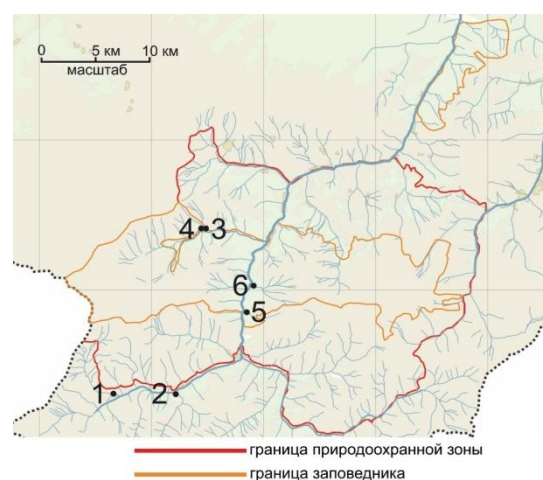 0 5 км 10 км
масштаб
4 3
6
5
1 2
граница природоохранной зоны
граница заповедника